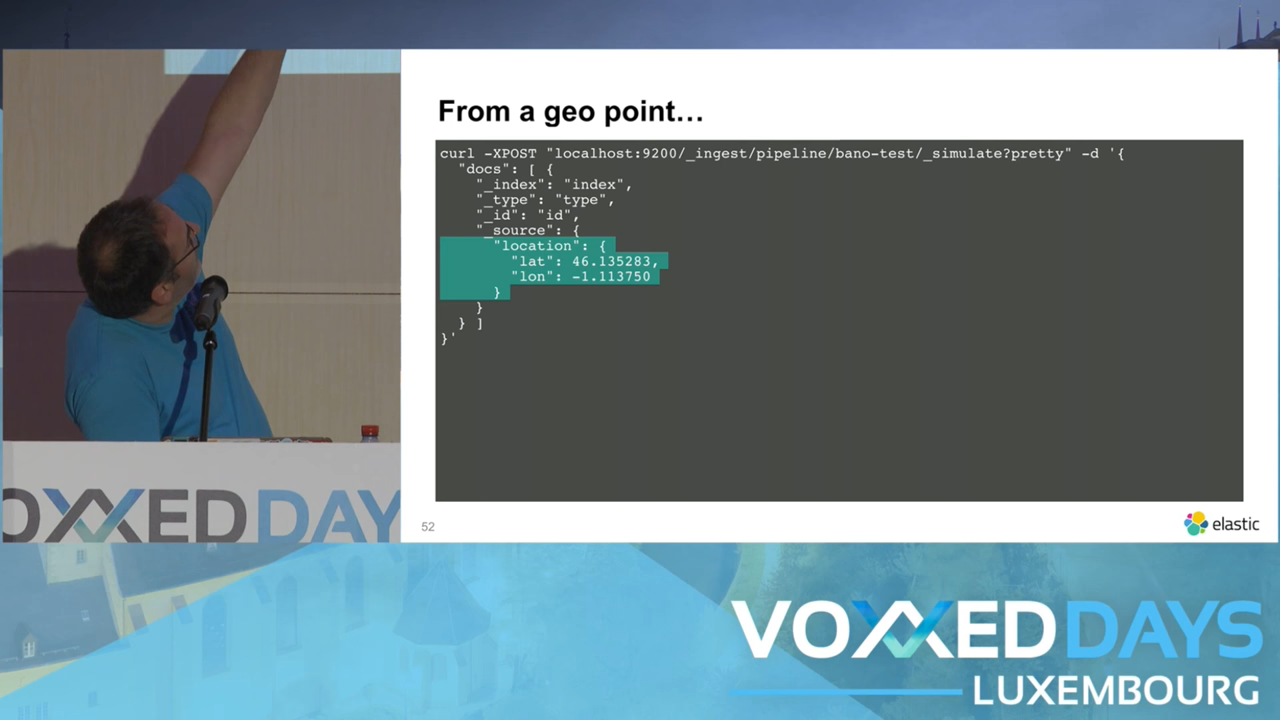 From a geo point…
curl -XPOST "localhost:9200/_ingest/pipeline/bano-test/_simulate?pretty" -d '{
"docs": [ {
"_index": "index",
"_type": "type",
"_id": "id",
"_source": {
"location": {
"lat": 46.135283,
"lon": -1.113750
}
}
} ]
}'
52
elastic
OXXED DAY
VOXXED DAYS
LUXEMBOURG